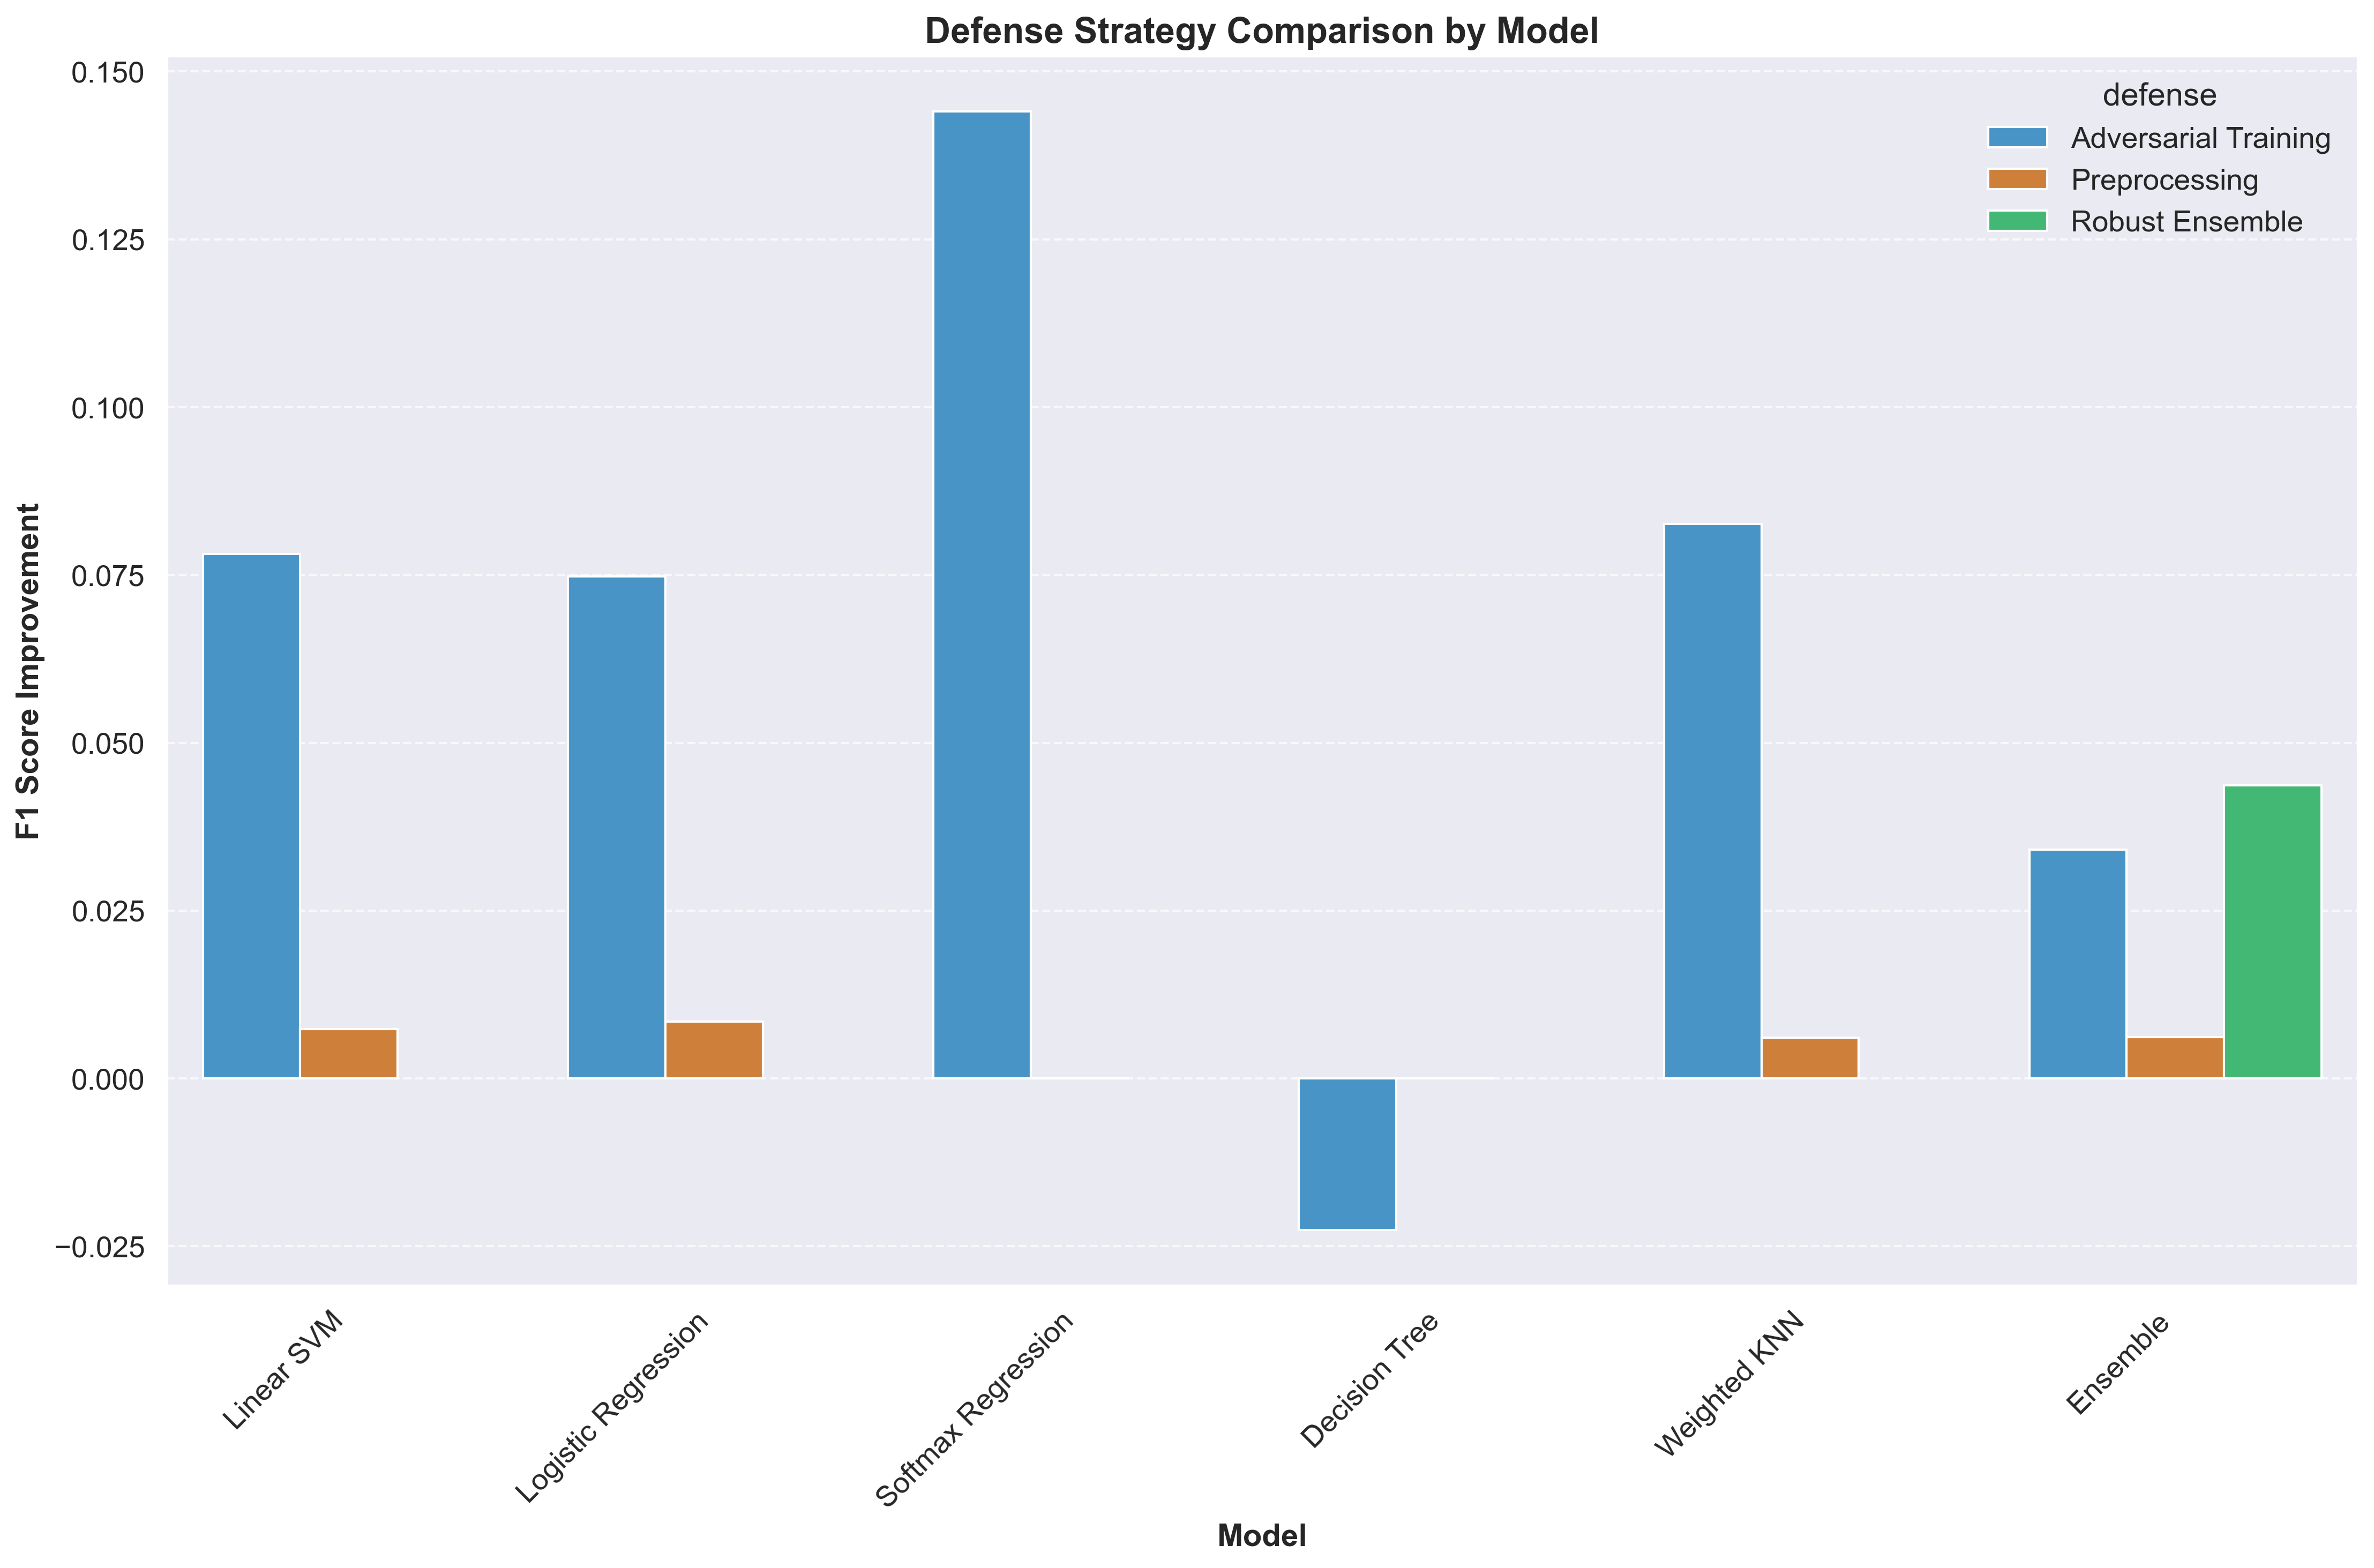 Defense Strategy Comparison by Model
defense
Adversarial Training
Preprocessing
Robust Ensemble
F1 Score Improvement
0.150
0.125
0.100
0.075
0.050
0.025
0.000
−0.025
Linear SVM
Logistic Regression
Softmax Regression
Decision Tree
Weighted KNN
Ensemble
Model